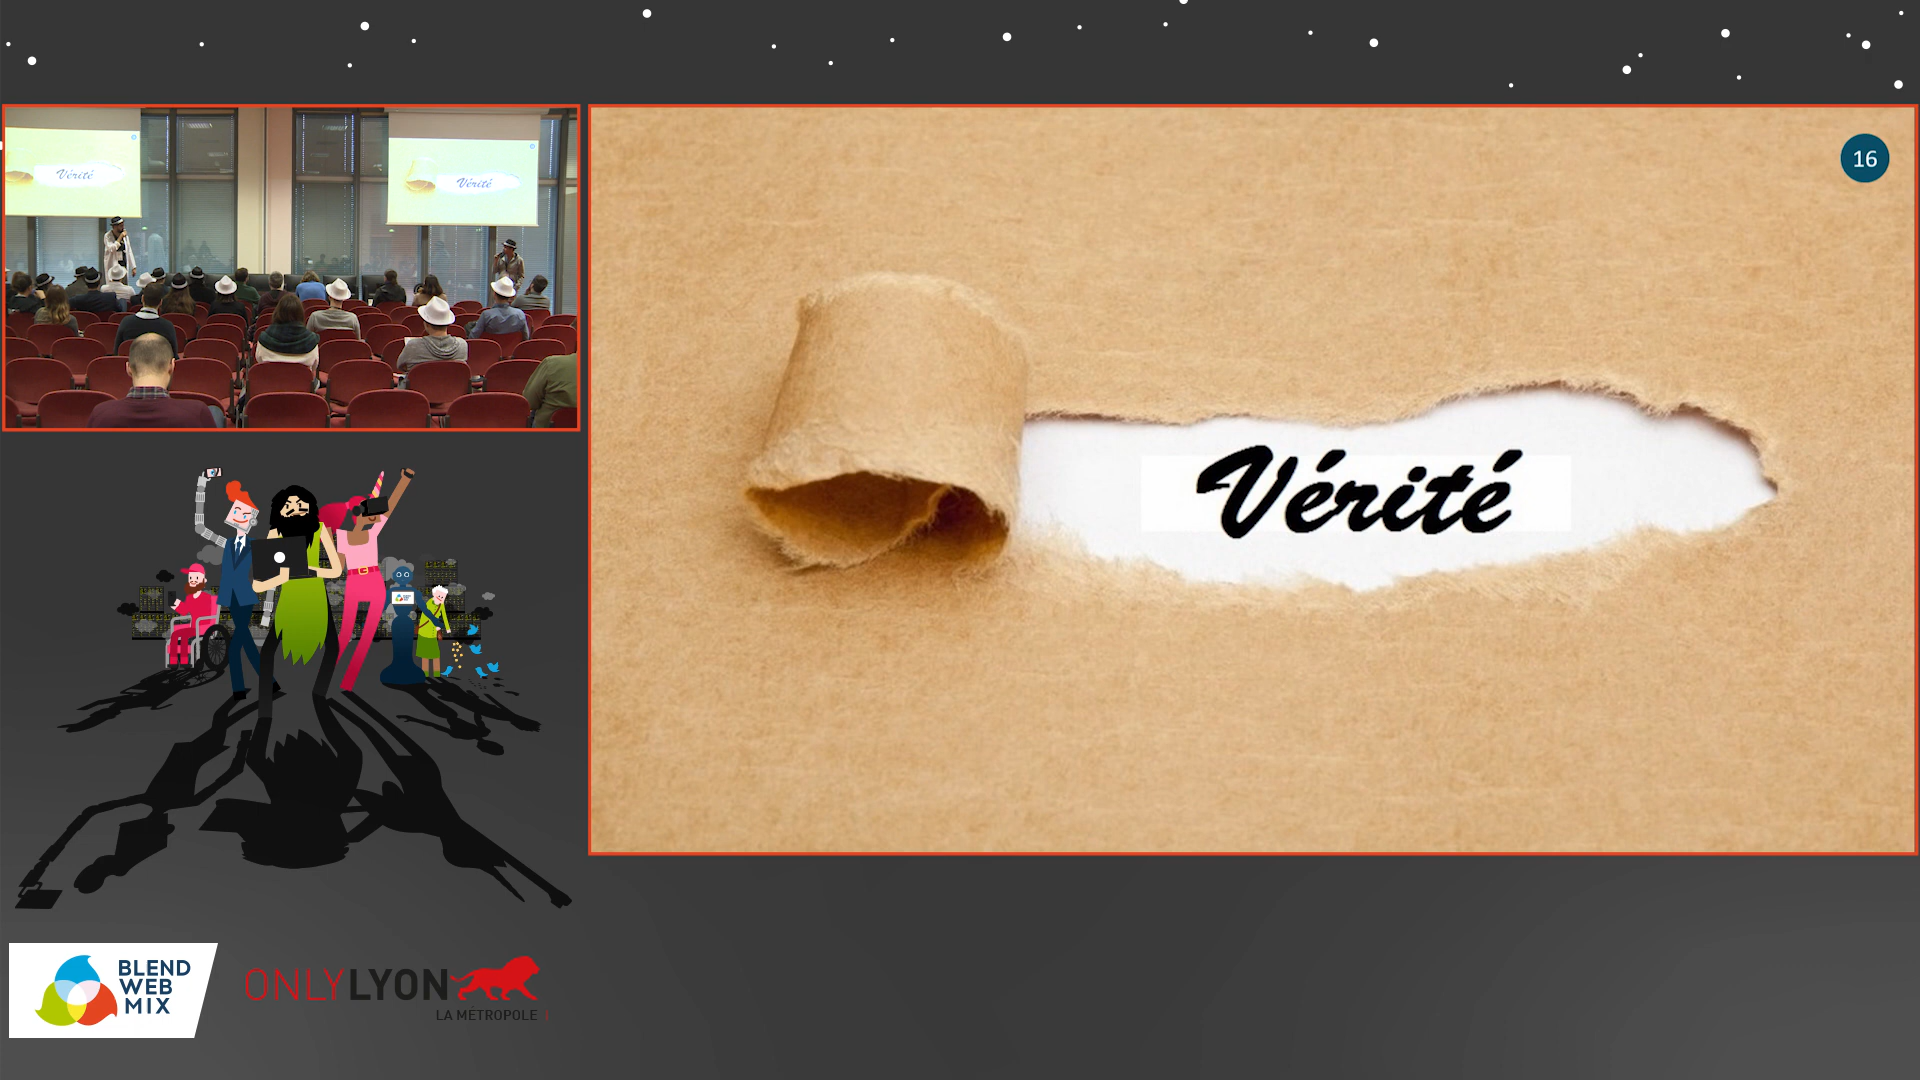 Vérité
Vérité
16
Vérité
BLEND
WEB
MIX
ONLYLYON
LA MÉTROPOLE